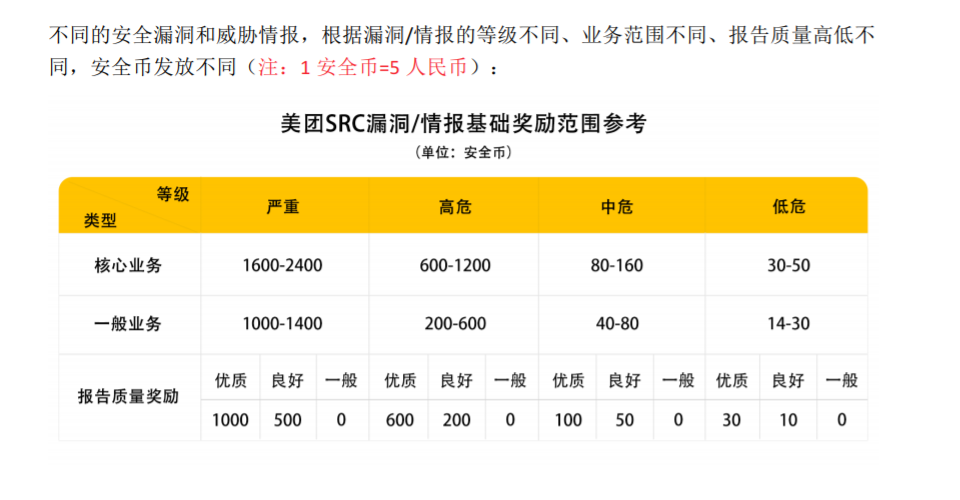 不同的安全漏洞和威胁情报，根据漏洞/情报的等级不同、业务范围不同、报告质量高低不
同，安全币发放不同（注：1 安全币=5 人民币）：
美团SRC漏洞/情报基础奖励范围参考
（单位：安全币）
等级
类型
严重 高危 中危 低危
核心业务 1600-2400 600-1200 80-160 30-50
一般业务 1000-1400 200-600 40-80 14-30
报告质量奖励
优质 良好 一般 优质 良好 一般 优质 良好 一般 优质 良好 一般
1000 500 0 600 200 0 100 50 0 30 10 0